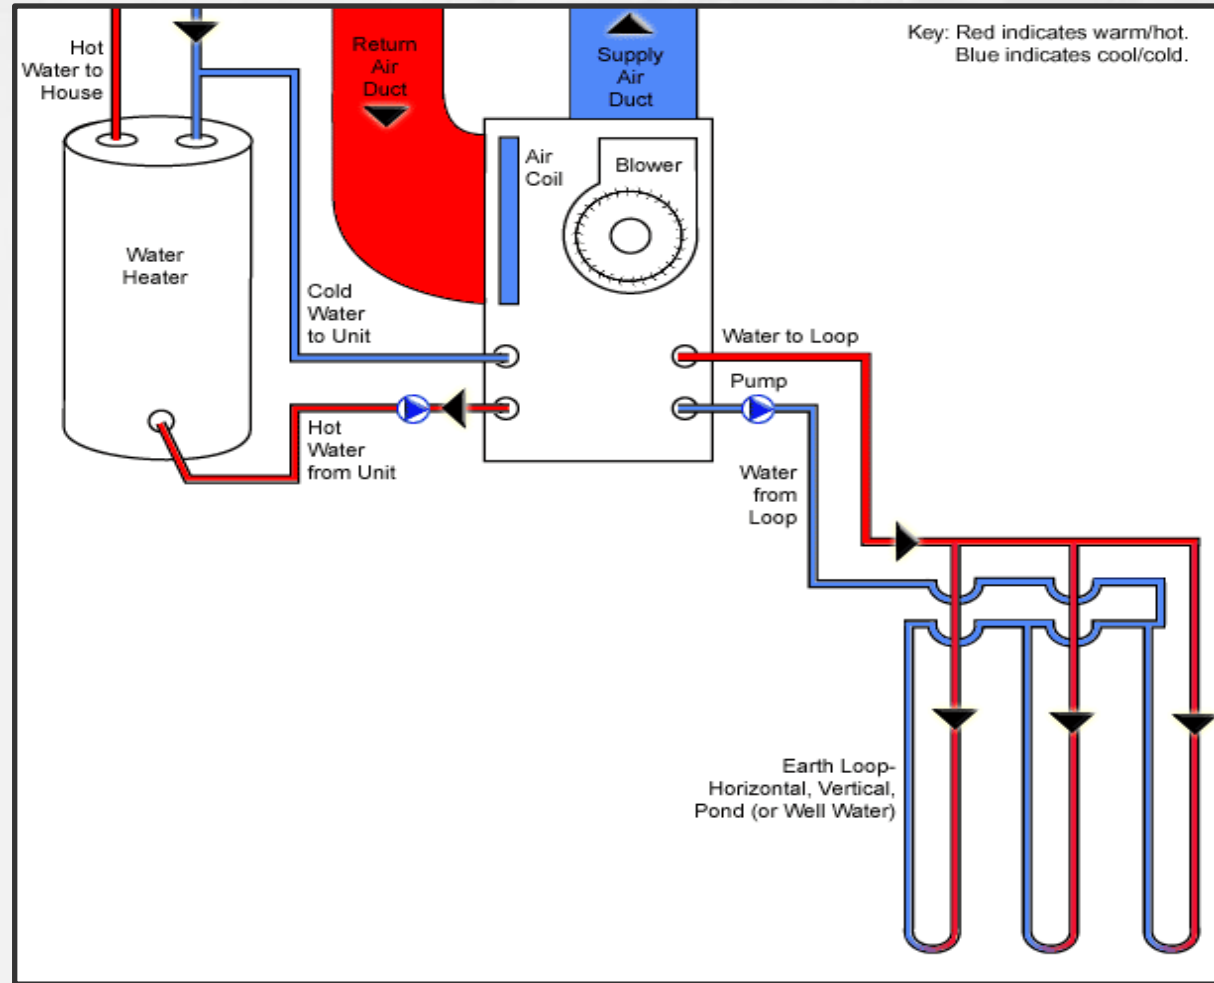 Key: Red indicates warm/hot.
Blue indicates cool/cold.
Hot
Water to
House
Return
Air
Duct
Supply
Air
Duct
Air
Coil
Blower
Water
Heater
Cold
Water
to Unit
Water to Loop
Pump
Hot
Water
from Unit
Water
from
Loop
Earth Loop-
Horizontal, Vertical,
Pond (or Well Water)